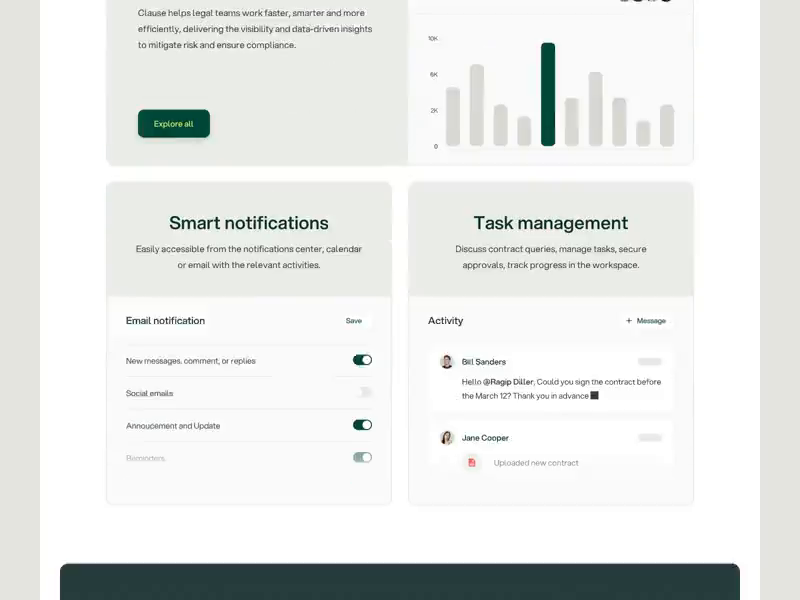 Clause helps legal teams work faster, smarter and more
efficiently, delivering the visibility and data-driven insights
to mitigate risk and ensure compliance.
Explore all
10K
6K
2K
0
Smart notifications
Easily accessible from the notifications center, calendar
or email with the relevant activities.
Email notification
Save
New messages. comment, or replies
Social emails
Annoucement and Update
Reminders
Task management
Discuss contract queries, manage tasks, secure
approvals, track progress in the workspace.
Activity
+ Message
Bill Sanders
Hello @Ragip Diller, Could you sign the contract before
the March 12? Thank you in advance
Jane Cooper
Uploaded new contract